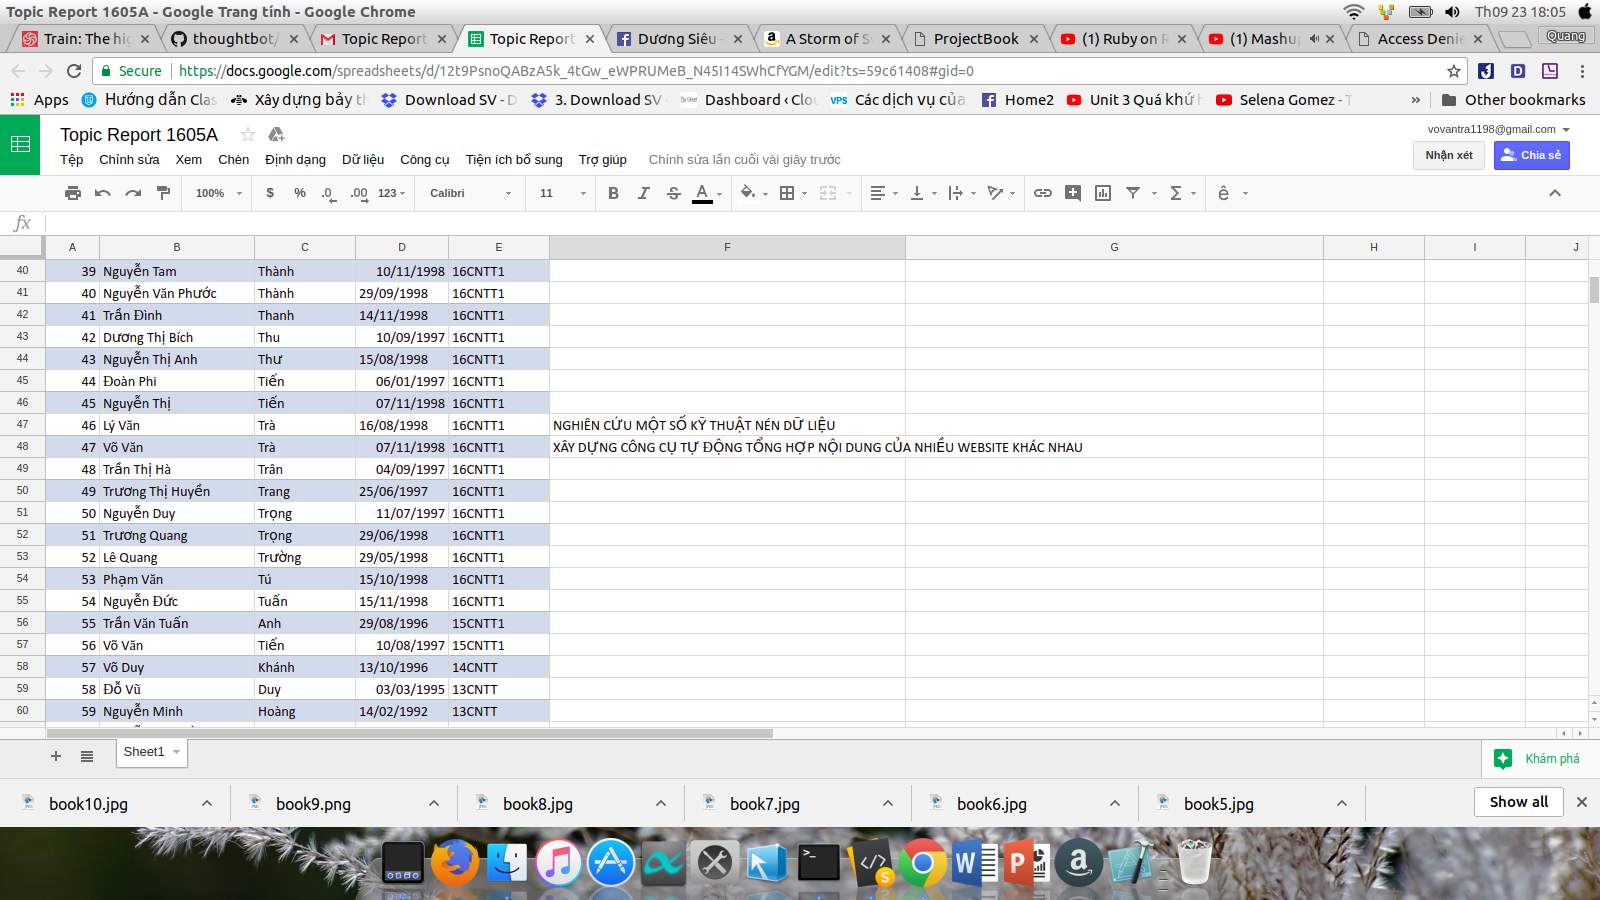 Topic Report 1605A - Google Trang tính - Google Chrome
Th09 23 18:05
Train: The hig
thoughtbot/
Topic Report
Topic Report
Dương Siêu -
A Storm of S
ProjectBook
(1) Ruby on R
(1) Mashup
Access Denie
Quang
Secure
https://docs.google.com/spreadsheets/d/12t9PsnoQABzA5k_4tGw_eWPRUMeB_N45I14SWhCfYGM/edit?ts=59c61408#gid=0
Apps
Hướng dẫn Clas
Xây dựng bảy th
Download SV - D
3. Download SV -
Dashboard ‹ Clou
VPS Các dịch vụ của
Home2
Unit 3 Quá khứ h
Selena Gomez - T
»
Other bookmarks
Topic Report 1605A
vovantra1198@gmail.com
Tệp Chỉnh sửa Xem Chèn Định dạng Dữ liệu Công cụ Tiện ích bổ sung Trợ giúp Chỉnh sửa lần cuối vài giây trước
Nhận xét
Chia sẻ
100% $ % .0 .00 123 Calibri 11 B I S A Σ ê
fx
A B C D E F G H I J
40 39 Nguyễn Tam Thành 10/11/1998 16CNTT1
41 40 Nguyễn Văn Phước Thành 29/09/1998 16CNTT1
42 41 Trần Đình Thanh 14/11/1998 16CNTT1
43 42 Dương Thị Bích Thu 10/09/1997 16CNTT1
44 43 Nguyễn Thị Anh Thư 15/08/1998 16CNTT1
45 44 Đoàn Phi Tiến 06/01/1997 16CNTT1
46 45 Nguyễn Thị Tiến 07/11/1998 16CNTT1
47 46 Lý Văn Trà 16/08/1998 16CNTT1 NGHIÊN CỨU MỘT SỐ KỸ THUẬT NÉN DỮ LIỆU
48 47 Võ Văn Trà 07/11/1998 16CNTT1 XÂY DỰNG CÔNG CỤ TỰ ĐỘNG TỔNG HỢP NỘI DUNG CỦA NHIỀU WEBSITE KHÁC NHAU
49 48 Trần Thị Hà Trân 04/09/1997 16CNTT1
50 49 Trương Thị Huyền Trang 25/06/1997 16CNTT1
51 50 Nguyễn Duy Trọng 11/07/1997 16CNTT1
52 51 Trương Quang Trọng 29/06/1998 16CNTT1
53 52 Lê Quang Trường 29/05/1998 16CNTT1
54 53 Phạm Văn Tú 15/10/1998 16CNTT1
55 54 Nguyễn Đức Tuấn 15/11/1998 16CNTT1
56 55 Trần Văn Tuấn Anh 29/08/1996 15CNTT1
57 56 Võ Văn Tiến 10/08/1997 15CNTT1
58 57 Võ Duy Khánh 13/10/1996 14CNTT
59 58 Đỗ Vũ Duy 03/03/1995 13CNTT
60 59 Nguyễn Minh Hoàng 14/02/1992 13CNTT
Sheet1
Khám phá
book10.jpg
book9.png
book8.jpg
book7.jpg
book6.jpg
book5.jpg
Show all